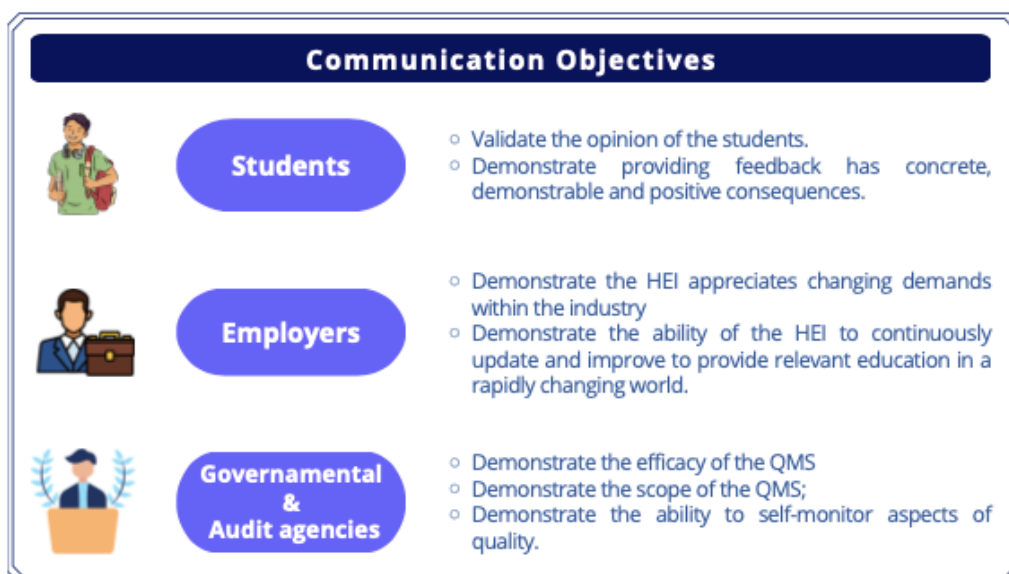 Communication Objectives
Students
◦ Validate the opinion of the students.
◦ Demonstrate providing feedback has concrete,
demonstrable and positive consequences.
Employers
◦ Demonstrate the HEI appreciates changing demands
within the industry
◦ Demonstrate the ability of the HEI to continuously
update and improve to provide relevant education in a
rapidly changing world.
Governamental
&
Audit agencies
◦ Demonstrate the efficacy of the QMS
◦ Demonstrate the scope of the QMS;
◦ Demonstrate the ability to self-monitor aspects of
quality.